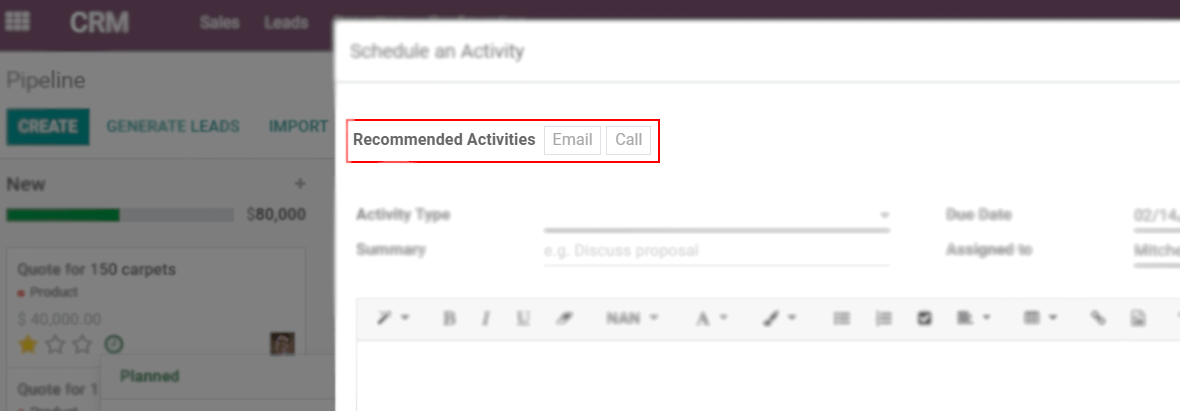 CRM
Sales
Leads
Pipeline
CREATE
GENERATE LEADS
IMPORT
New
+
$80,000
Quote for 150 carpets
Product
$ 40,000.00
Planned
Quote for 1
Product
Schedule an Activity
Recommended Activities Email Call
Activity Type
Due Date
02/14
Summary
e.g. Discuss proposal
Assigned to
Mitche
B I U NAN A